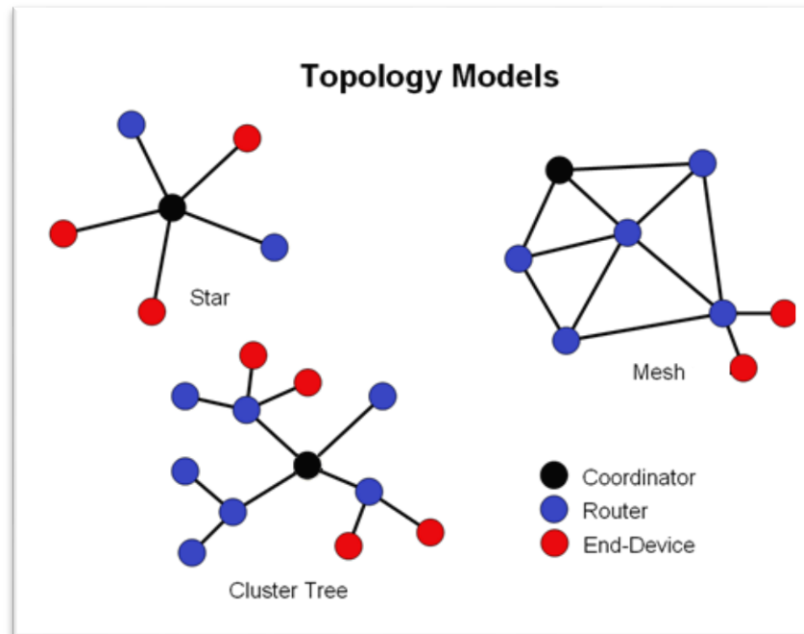 Topology Models
Star
Mesh
Cluster Tree
Coordinator
Router
End-Device